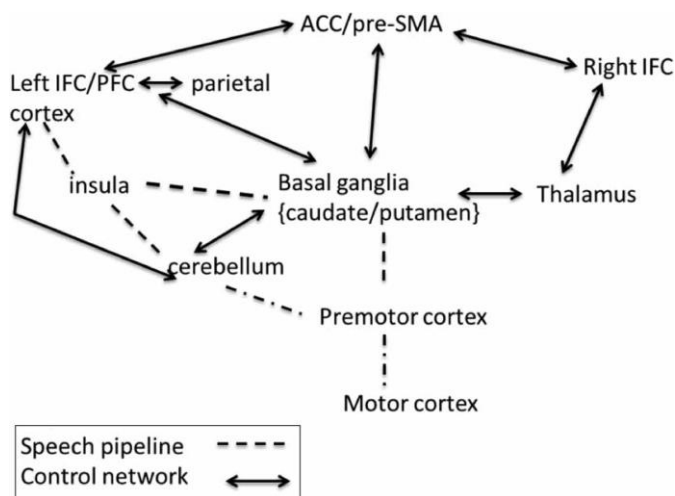 ACC/pre-SMA
Left IFC/PFC
cortex
parietal
Right IFC
insula
Basal ganglia
{caudate/putamen}
Thalamus
cerebellum
Premotor cortex
Motor cortex
Speech pipeline
Control network